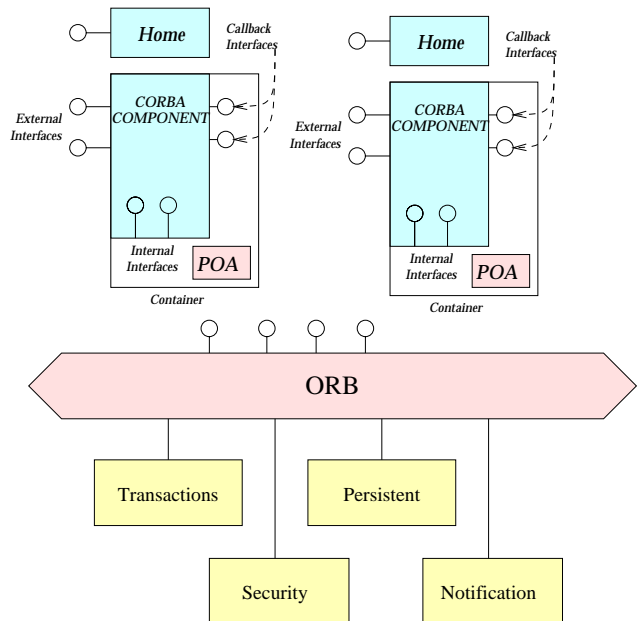 Home
Callback
Interfaces
CORBA
COMPONENT
External
Interfaces
Internal
Interfaces
POA
Container
Home
Callback
Interfaces
CORBA
COMPONENT
External
Interfaces
Internal
Interfaces
POA
Container
ORB
Transactions
Persistent
Security
Notification